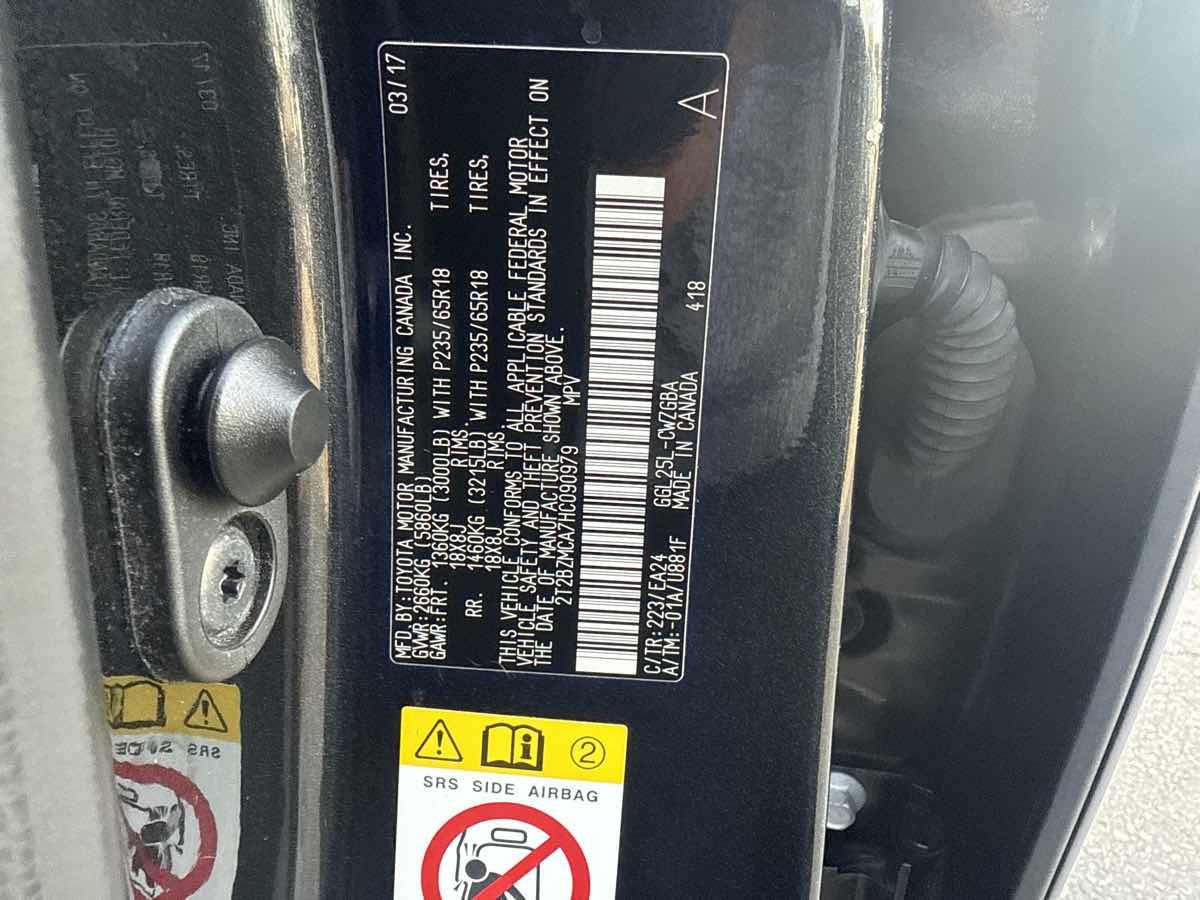 MFD BY:TOYOTA MOTOR MANUFACTURING CANADA INC. 03/17
GVWR:2660KG (5860LB)
GAWR:FRT. 1360KG (3000LB) WITH P235/65R18 TIRES,
18X8J RIMS,
RR. 1460KG (3215LB) WITH P235/65R18 TIRES,
18X8J RIMS.
THIS VEHICLE CONFORMS TO ALL APPLICABLE FEDERAL MOTOR
VEHICLE SAFETY AND THEFT PREVENTION STANDARDS IN EFFECT ON
THE DATE OF MANUFACTURE SHOWN ABOVE.
2T2BZMCA7HC090979 MPV
C/TR:223/EA24 GGL25L-CWZGBA 418
A/TM:-01A/U881F MADE IN CANADA
A
2
SRS SIDE AIRBAG